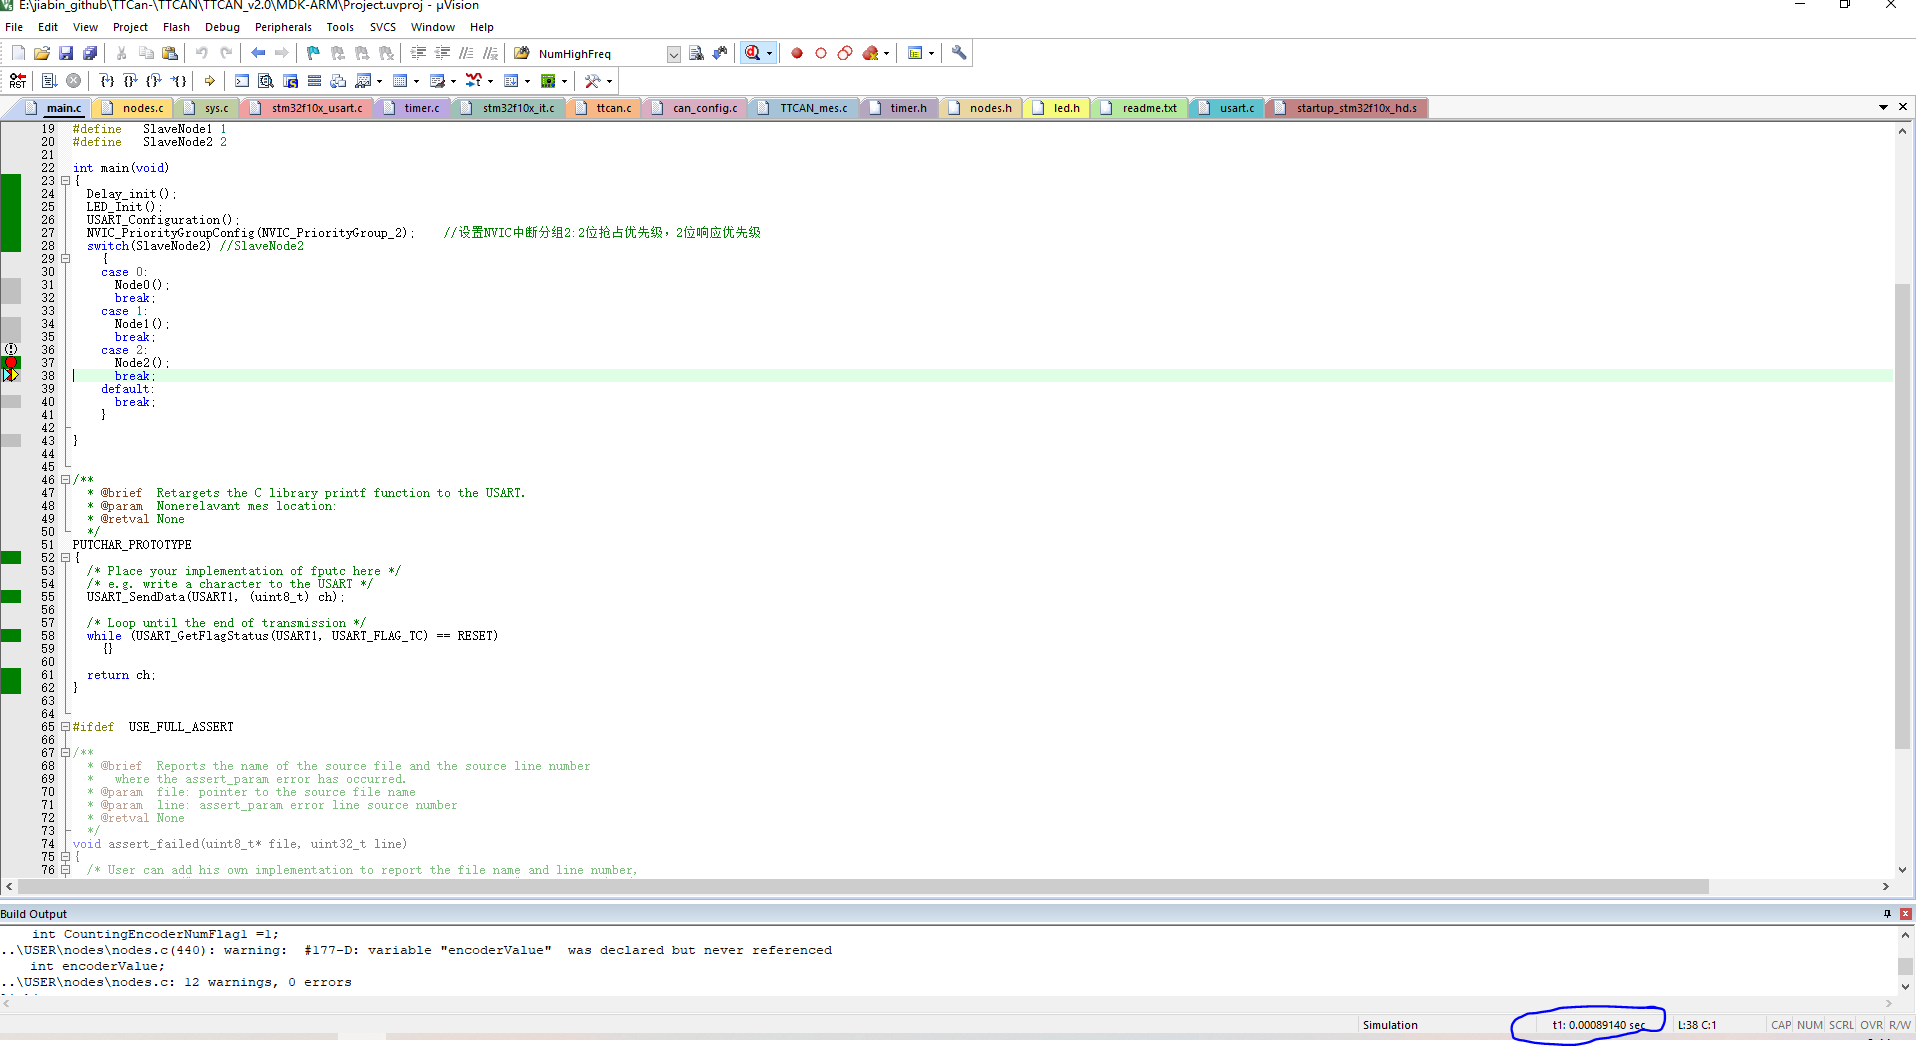 E:\jiabin_github\TTCan-\TTCAN\TTCAN_v2.0\MDK-ARM\Project.uvproj - µVision
File Edit View Project Flash Debug Peripherals Tools SVCS Window Help
NumHighFreq
RST
main.c nodes.c sys.c stm32f10x_usart.c timer.c stm32f10x_it.c ttcan.c can_config.c TTCAN_mes.c timer.h nodes.h led.h readme.txt usart.c startup_stm32f10x_hd.s
19 #define   SlaveNode1 1
20 #define   SlaveNode2 2
21
22 int main(void)
23 {
24   Delay_init();
25   LED_Init();
26   USART_Configuration();
27   NVIC_PriorityGroupConfig(NVIC_PriorityGroup_2);    //设置NVIC中断分组2:2位抢占优先级，2位响应优先级
28   switch(SlaveNode2) //SlaveNode2
29     {
30     case 0:
31       Node0();
32       break;
33     case 1:
34       Node1();
35       break;
36     case 2:
37       Node2();
38       break;
39     default:
40       break;
41     }
42
43 }
44
45
46 /**
47   * @brief  Retargets the C library printf function to the USART.
48   * @param  Nonerelavant mes location:
49   * @retval None
50   */
51 PUTCHAR_PROTOTYPE
52 {
53   /* Place your implementation of fputc here */
54   /* e.g. write a character to the USART */
55   USART_SendData(USART1, (uint8_t) ch);
56
57   /* Loop until the end of transmission */
58   while (USART_GetFlagStatus(USART1, USART_FLAG_TC) == RESET)
59     {}
60
61   return ch;
62 }
63
64
65 #ifdef  USE_FULL_ASSERT
66
67 /**
68   * @brief  Reports the name of the source file and the source line number
69   *   where the assert_param error has occurred.
70   * @param  file: pointer to the source file name
71   * @param  line: assert_param error line source number
72   * @retval None
73   */
74 void assert_failed(uint8_t* file, uint32_t line)
75 {
76   /* User can add his own implementation to report the file name and line number,
Build Output
int CountingEncoderNumFlag1 =1;
..\USER\nodes\nodes.c(440): warning:  #177-D: variable "encoderValue"  was declared but never referenced
int encoderValue;
..\USER\nodes\nodes.c: 12 warnings, 0 errors
Simulation t1: 0.00089140 sec L:38 C:1 CAP NUM SCRL OVR R/W